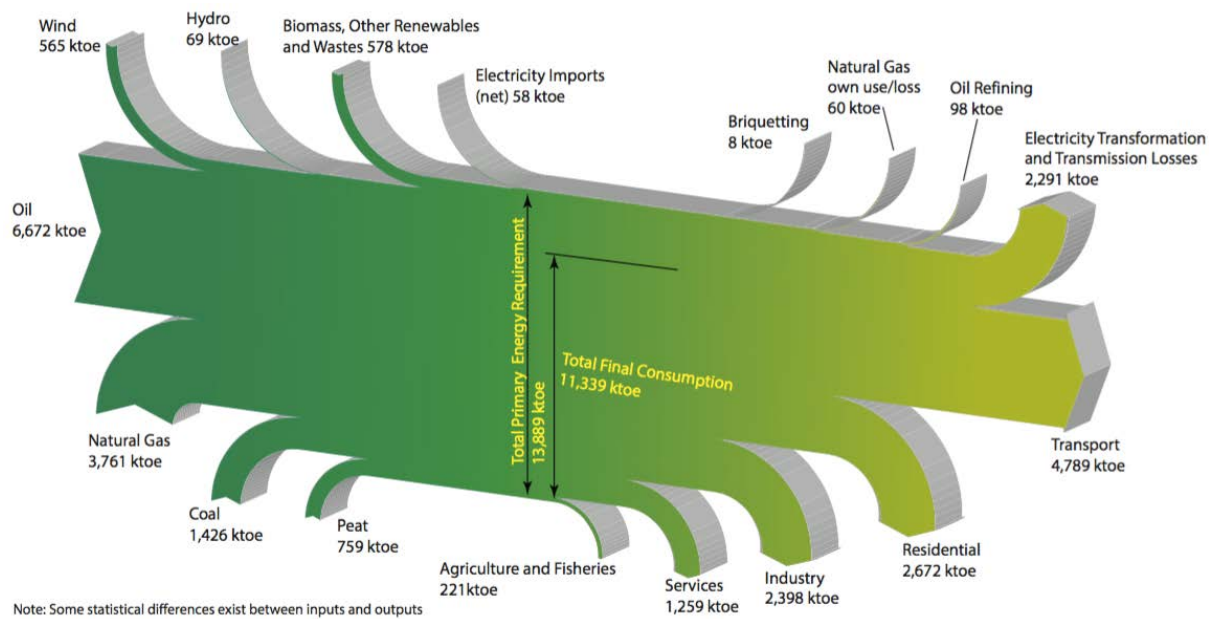 Wind
565 ktoe
Hydro
69 ktoe
Biomass, Other Renewables
and Wastes 578 ktoe
Electricity Imports
(net) 58 ktoe
Briquetting
8 ktoe
Natural Gas
own use/loss
60 ktoe
Oil Refining
98 ktoe
Electricity Transformation
and Transmission Losses
2,291 ktoe
Oil
6,672 ktoe
Total Primary Energy Requirement
13,889 ktoe
Total Final Consumption
11,339 ktoe
Natural Gas
3,761 ktoe
Coal
1,426 ktoe
Peat
759 ktoe
Agriculture and Fisheries
221ktoe
Services
1,259 ktoe
Industry
2,398 ktoe
Residential
2,672 ktoe
Transport
4,789 ktoe
Note: Some statistical differences exist between inputs and outputs